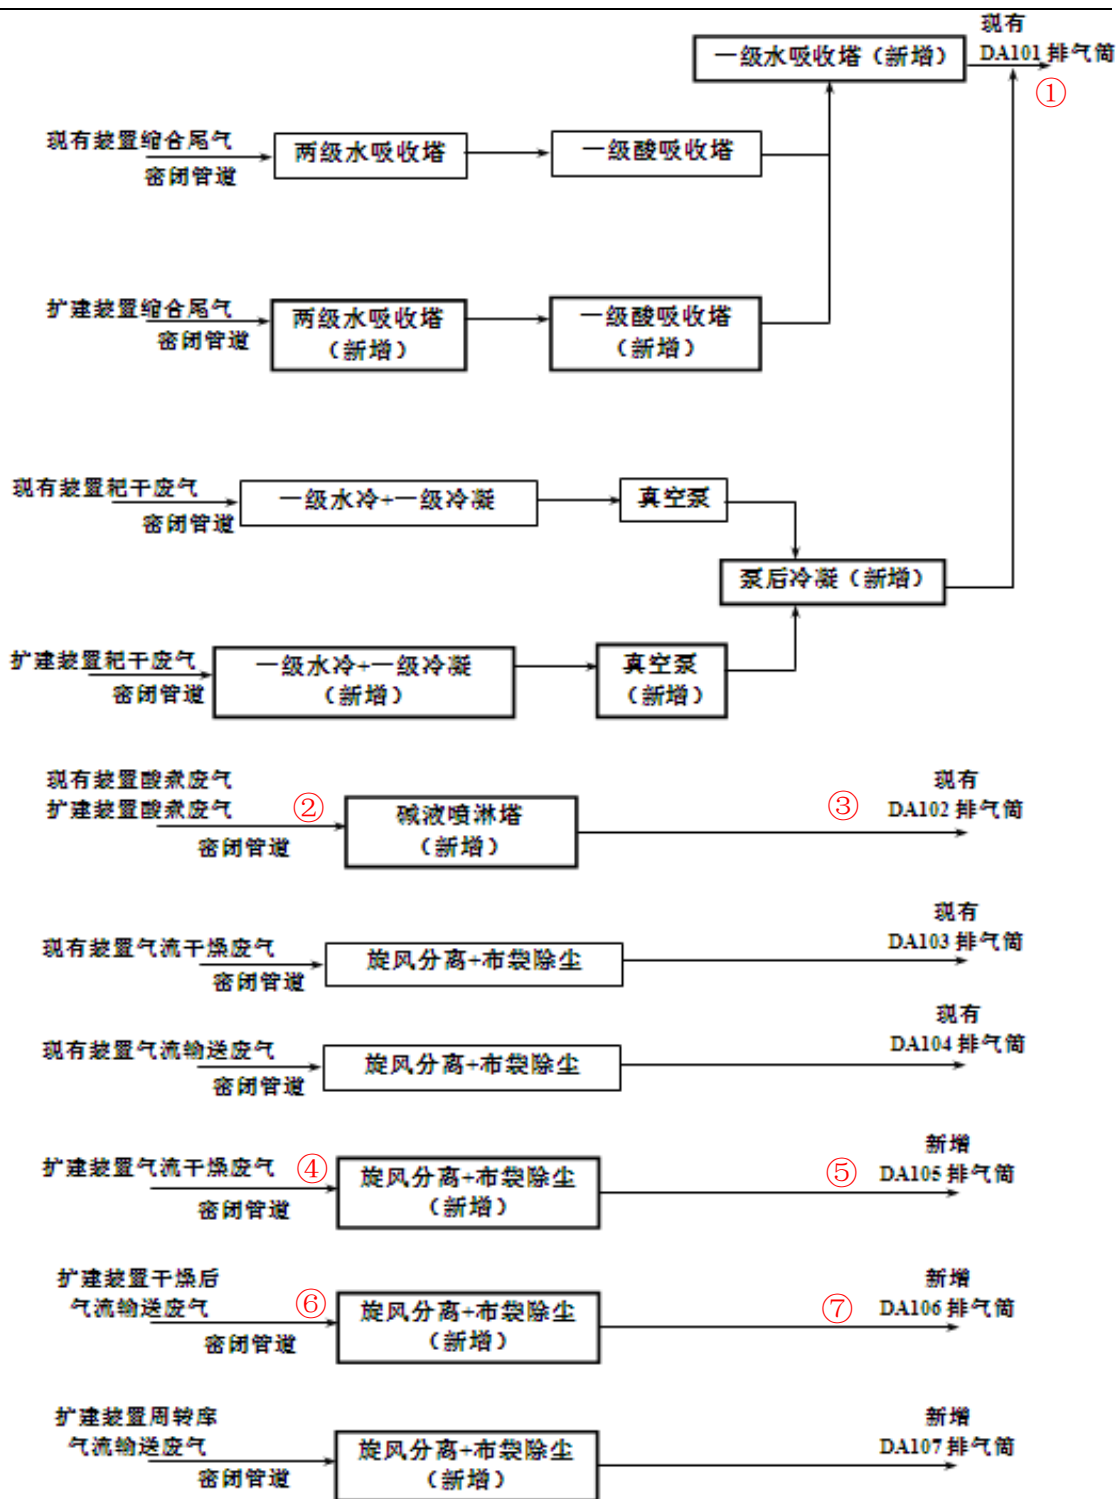 现有
一级水吸收塔（新增）
DA101 排气筒
①
现有装置缩合尾气
密闭管道
两级水吸收塔
一级酸吸收塔
扩建装置缩合尾气
密闭管道
两级水吸收塔
（新增）
一级酸吸收塔
（新增）
现有装置耙干废气
密闭管道
一级水冷+一级冷凝
真空泵
泵后冷凝（新增）
扩建装置耙干废气
密闭管道
一级水冷+一级冷凝
（新增）
真空泵
（新增）
现有装置酸煮废气
扩建装置酸煮废气
密闭管道
②
碱液喷淋塔
（新增）
③
现有
DA102 排气筒
现有装置气流干燥废气
密闭管道
旋风分离+布袋除尘
现有
DA103 排气筒
现有装置气流输送废气
密闭管道
旋风分离+布袋除尘
现有
DA104 排气筒
扩建装置气流干燥废气
密闭管道
④
旋风分离+布袋除尘
（新增）
⑤
新增
DA105 排气筒
扩建装置干燥后
气流输送废气
密闭管道
⑥
旋风分离+布袋除尘
（新增）
⑦
新增
DA106 排气筒
扩建装置周转库
气流输送废气
密闭管道
旋风分离+布袋除尘
（新增）
新增
DA107 排气筒